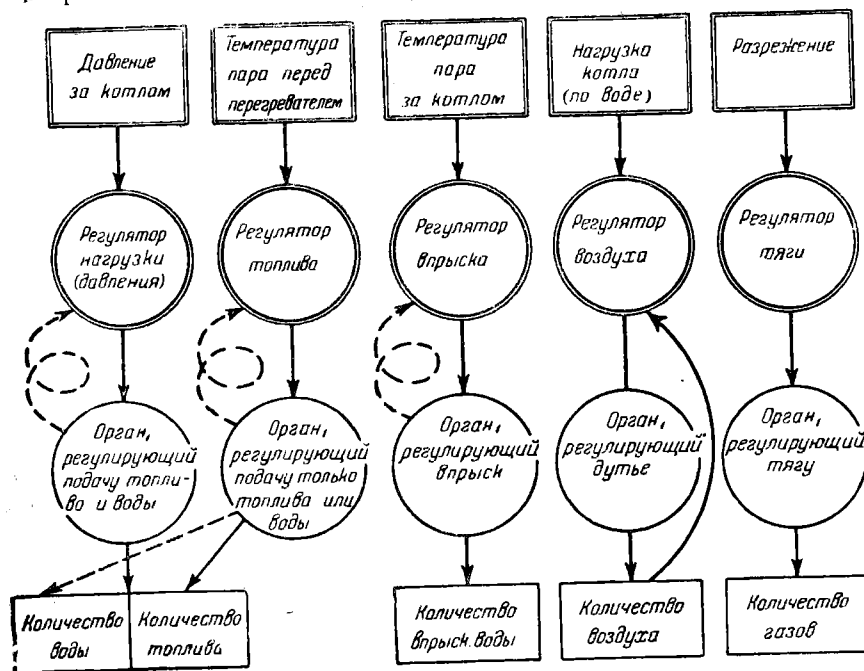 Давление
за котлом
Температура
пара перед
перегревателем
Температура
пара
за котлом
Нагрузка
котла
(по воде)
Разрежение
Регулятор
нагрузки
(давления)
Регулятор
топлива
Регулятор
впрыска
Регулятор
воздуха
Регулятор
тяги
Орган,
регулирующий
подачу топли-
во и воды
Орган,
регулирующий
подачу только
топлива или
воды
Орган,
регулирующий
впрыск
Орган,
регулирующий
дутье
Орган,
регулирующий
тягу
Количество
воды
Количество
топлива
Количество
впрыск. воды
Количество
воздуха
Количество
газов